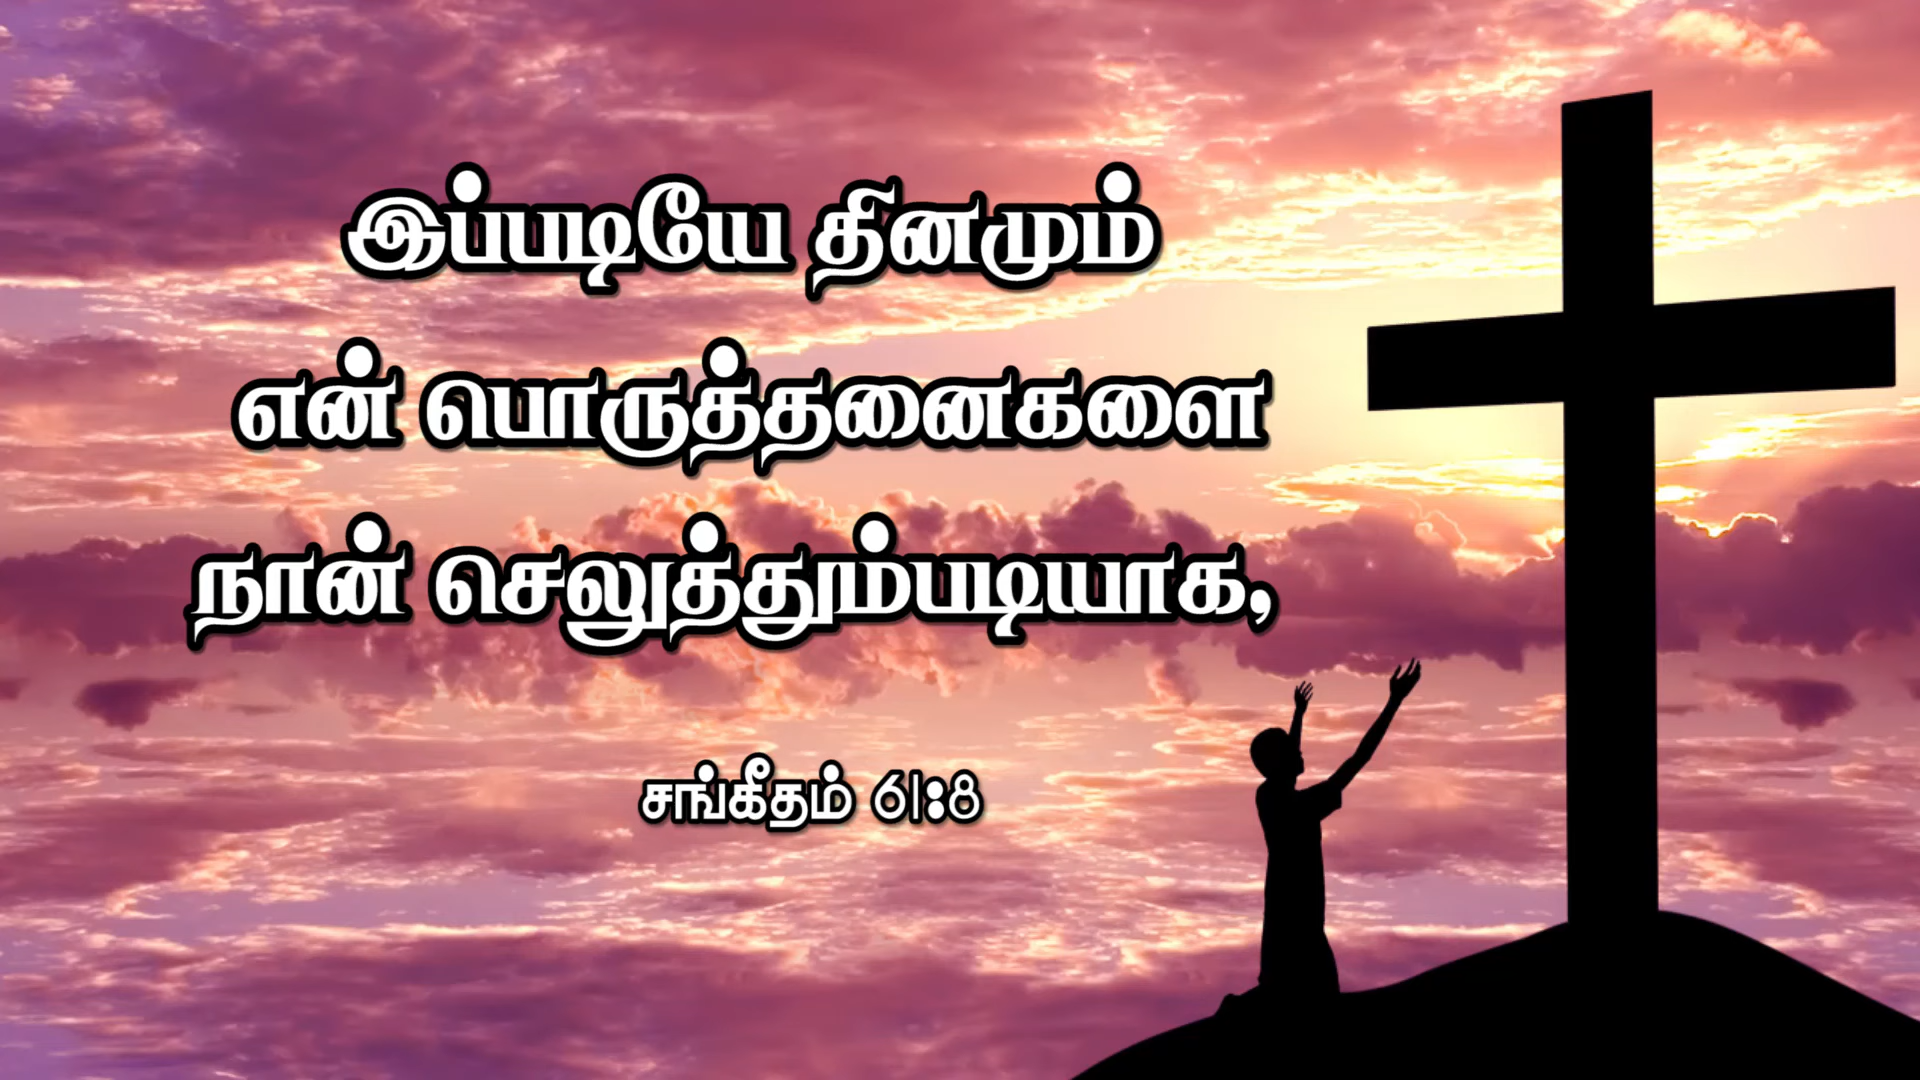 இப்படியே தினமும்
என் பொருத்தனைகளை
நான் செலுத்தும்படியாக,
சங்கீதம் 61:8